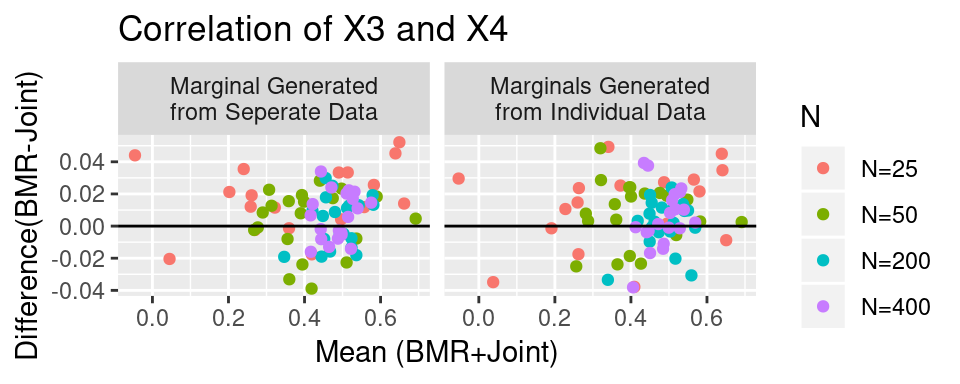 Correlation of X3 and X4
Marginal Generated
from Seperate Data
Marginals Generated
from Individual Data
Difference(BMR-Joint)
0.04
0.02
0.00
-0.02
-0.04
0.0 0.2 0.4 0.6
0.0 0.2 0.4 0.6
Mean (BMR+Joint)
N
N=25
N=50
N=200
N=400